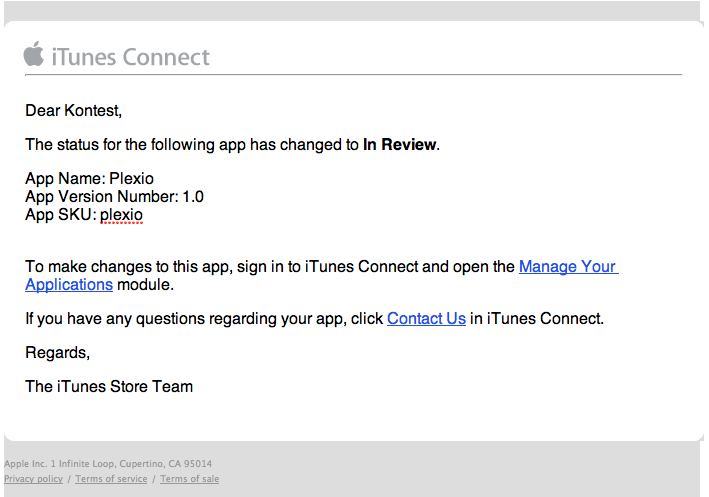 iTunes Connect
Dear Kontest,
The status for the following app has changed to In Review.
App Name: Plexio
App Version Number: 1.0
App SKU: plexio
To make changes to this app, sign in to iTunes Connect and open the Manage Your
Applications module.
If you have any questions regarding your app, click Contact Us in iTunes Connect.
Regards,
The iTunes Store Team
Apple Inc. 1 Infinite Loop, Cupertino, CA 95014
Privacy policy / Terms of service / Terms of sale